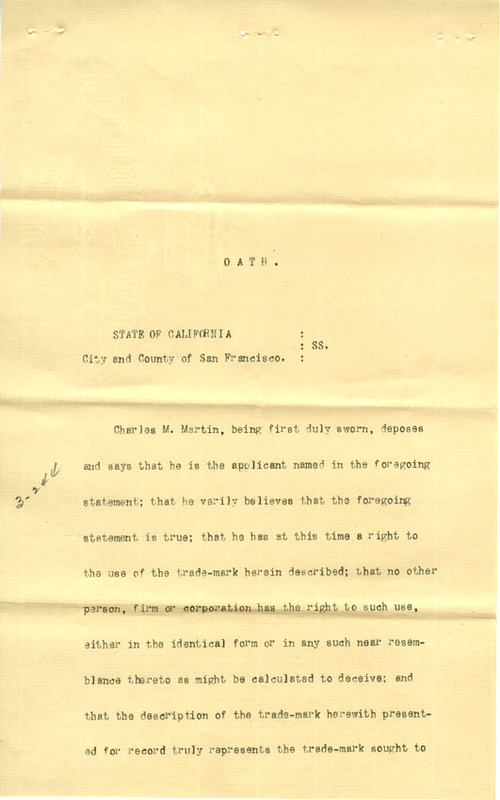 OATH.
STATE OF CALIFORNIA :
: SS.
City and County of San Francisco. :
Charles M. Martin, being first duly sworn, deposes
and says that he is the applicant named in the foregoing
statement; that he verily believes that the foregoing
statement is true; that he has at this time a right to
the use of the trade-mark herein described; that no other
person, firm or corporation has the right to such use,
either in the identical form or in any such near resem-
blance thereto as might be calculated to deceive; and
that the description of the trade-mark herewith present-
ed for record truly represents the trade-mark sought to
3-244